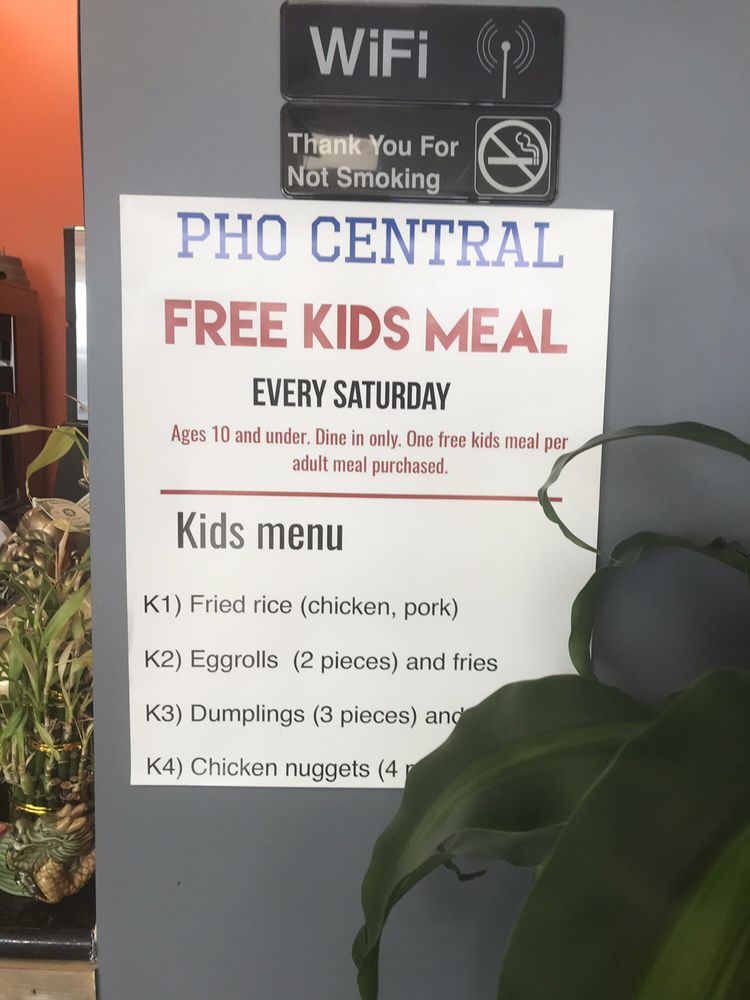 WiFi
Thank You For
Not Smoking
PHO CENTRAL
FREE KIDS MEAL
EVERY SATURDAY
Ages 10 and under. Dine in only. One free kids meal per
adult meal purchased.
Kids menu
K1) Fried rice (chicken, pork)
K2) Eggrolls (2 pieces) and fries
K3) Dumplings (3 pieces) and
K4) Chicken nuggets (4